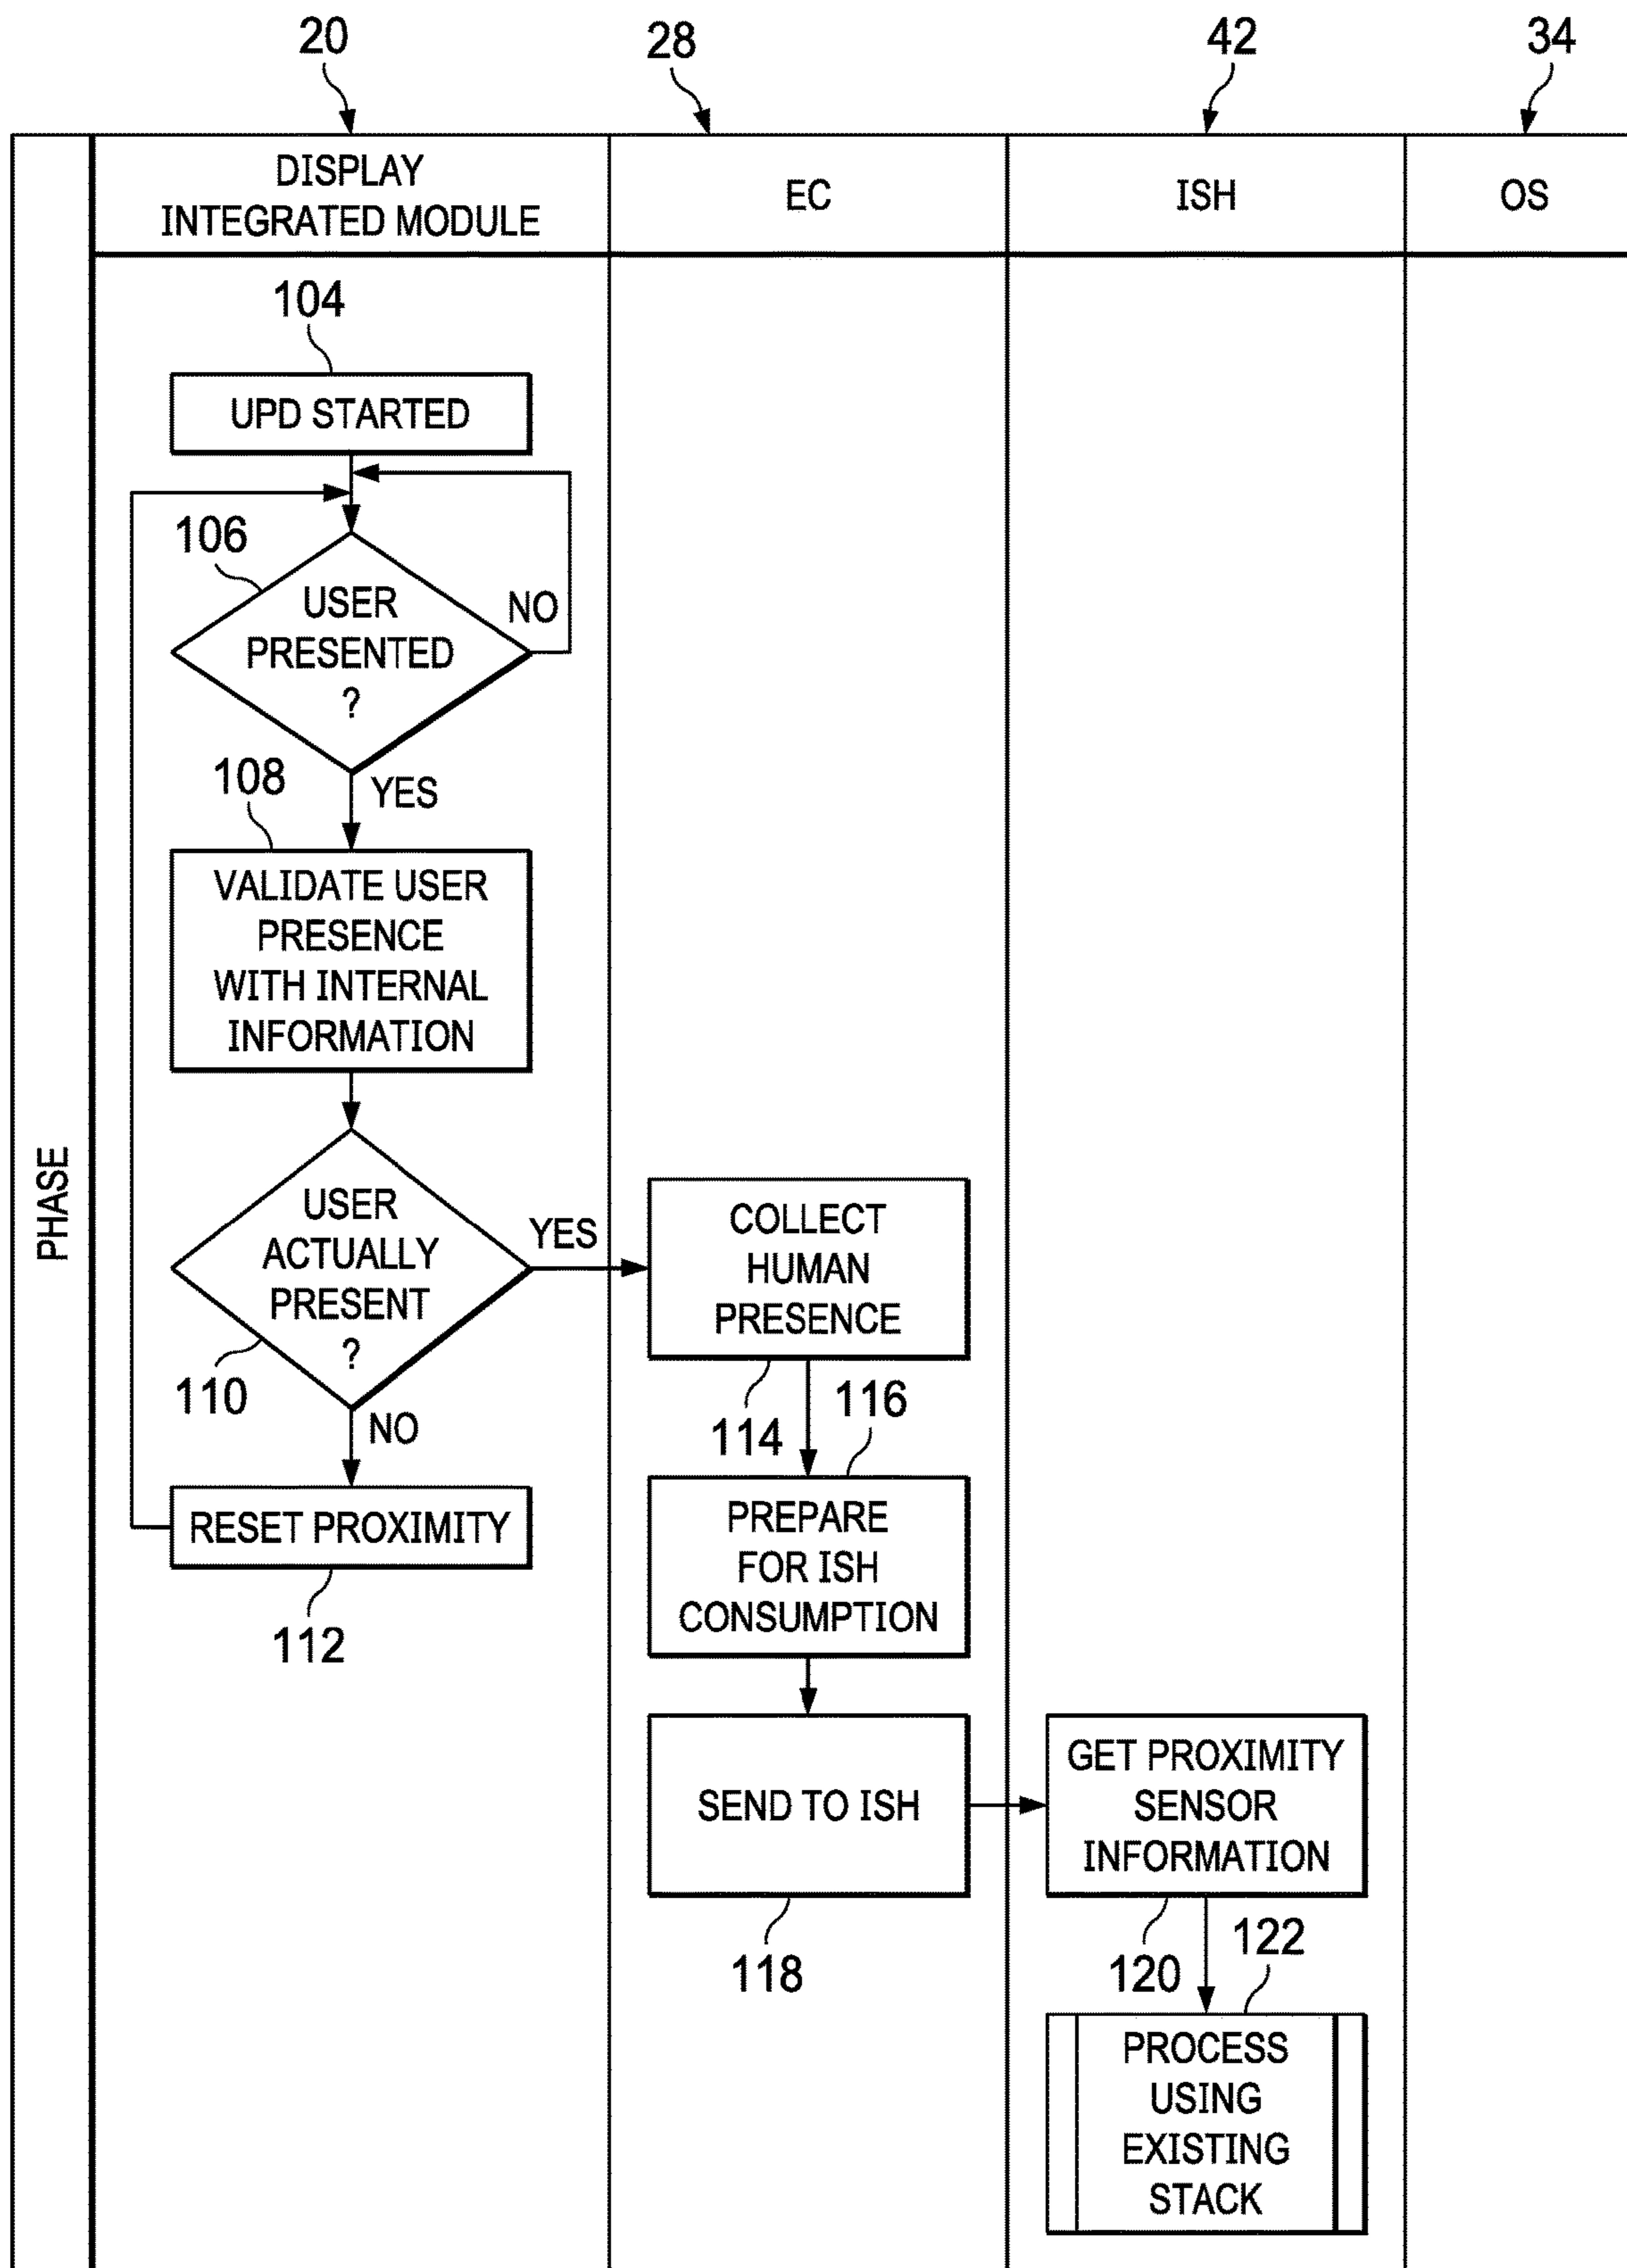 20
28
42
34
DISPLAY
INTEGRATED MODULE
EC
ISH
OS
PHASE
104
UPD STARTED
106
USER
PRESENTED
?
NO
YES
108
VALIDATE USER
PRESENCE
WITH INTERNAL
INFORMATION
USER
ACTUALLY
PRESENT
?
YES
110
NO
RESET PROXIMITY
112
COLLECT
HUMAN
PRESENCE
114
116
PREPARE
FOR ISH
CONSUMPTION
SEND TO ISH
118
GET PROXIMITY
SENSOR
INFORMATION
120
122
PROCESS
USING
EXISTING
STACK